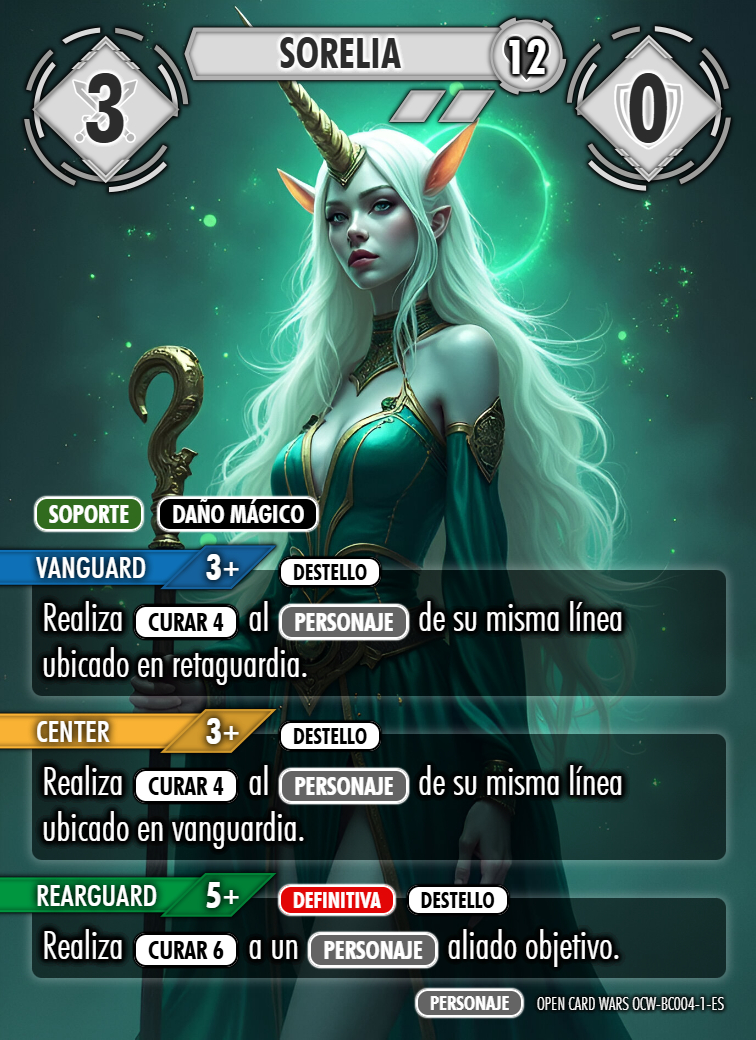 3
SORELIA
12
0
SOPORTE DAÑO MÁGICO
VANGUARD 3+ DESTELLO
Realiza CURAR 4 al PERSONAJE de su misma línea
ubicado en retaguardia.
CENTER 3+ DESTELLO
Realiza CURAR 4 al PERSONAJE de su misma línea
ubicado en vanguardia.
REARGUARD 5+ DEFINITIVA DESTELLO
Realiza CURAR 6 a un PERSONAJE aliado objetivo.
PERSONAJE OPEN CARD WARS OCW-BC004-1-ES